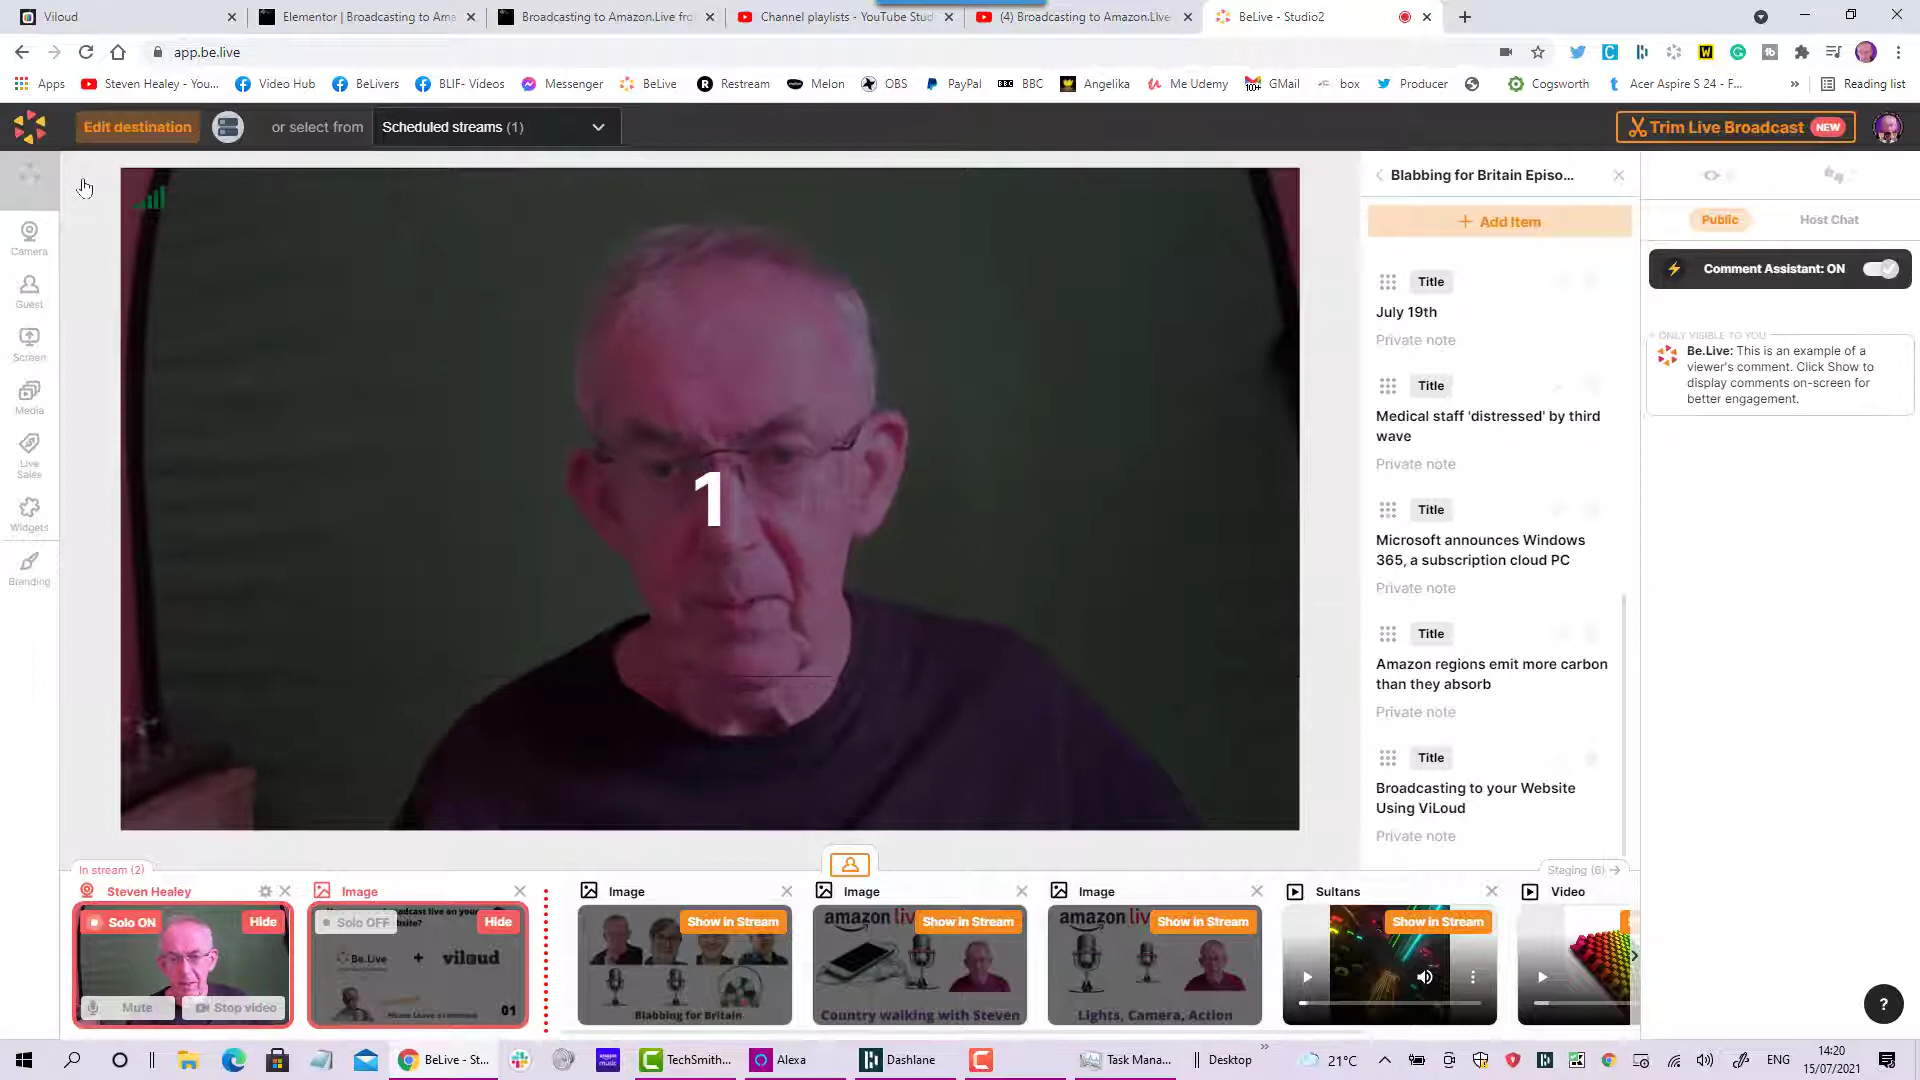 Viloud
Elementor | Broadcasting to Ama
Broadcasting to Amazon.Live fro
Channel playlists - YouTube Stud
(4) Broadcasting to Amazon.Live
BeLive - Studio2
app.be.live
Apps
Steven Healey - You...
Video Hub
BeLivers
BLIF- Videos
Messenger
BeLive
Restream
Melon
OBS
PayPal
BBC
Angelika
Me Udemy
GMail
box
Producer
Cogsworth
Acer Aspire S 24 - F...
Reading list
Edit destination
or select from
Scheduled streams (1)
Trim Live Broadcast NEW
Camera
Guest
Screen
Media
Live
Sales
Widgets
Branding
1
Blabbing for Britain Episo...
+ Add Item
Title
July 19th
Private note
Title
Medical staff 'distressed' by third
wave
Private note
Title
Microsoft announces Windows
365, a subscription cloud PC
Private note
Title
Amazon regions emit more carbon
than they absorb
Private note
Title
Broadcasting to your Website
Using ViLoud
Private note
Public
Host Chat
Comment Assistant: ON
ONLY VISIBLE TO YOU
Be.Live: This is an example of a
viewer's comment. Click Show to
display comments on-screen for
better engagement.
In stream (2)
Staging (6)
Steven Healey
Solo ON
Hide
Mute
Stop video
Image
Solo OFF
Hide
Be.Live + viloud
01
Image
Show in Stream
Blabbing for Britain
Image
amazon live
Show in Stream
Country walking with Steven
Image
amazon liv
Show in Stream
Lights, Camera, Action
Sultans
Show in Stream
Video
?
BeLive - St...
TechSmith...
Alexa
Dashlane
Task Mana...
Desktop
21°C
ENG
14:20
15/07/2021